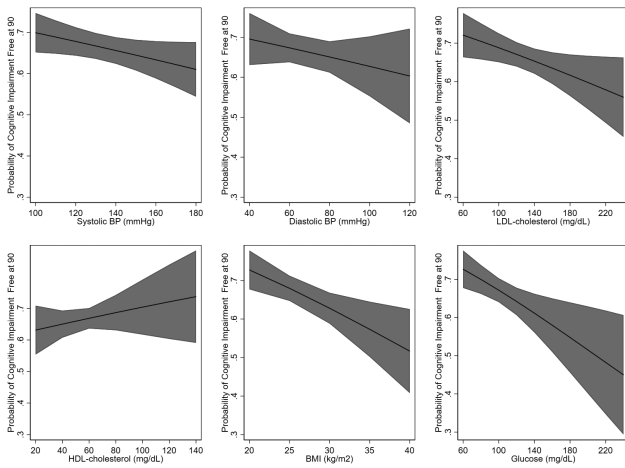 Probability of Cognitive Impairment Free at 90
.3 .4 .5 .6 .7
100 120 140 160 180
Systolic BP (mmHg)
Probability of Cognitive Impairment Free at 90
.3 .4 .5 .6 .7
40 60 80 100 120
Diastolic BP (mmHg)
Probability of Cognitive Impairment Free at 90
.3 .4 .5 .6 .7
60 100 140 180 220
LDL-cholesterol (mg/dL)
Probability of Cognitive Impairment Free at 90
.3 .4 .5 .6 .7
20 40 60 80 100 120 140
HDL-cholesterol (mg/dL)
Probability of Cognitive Impairment Free at 90
.3 .4 .5 .6 .7
20 25 30 35 40
BMI (kg/m2)
Probability of Cognitive Impairment Free at 90
.3 .4 .5 .6 .7
60 100 140 180 220
Glucose (mg/dL)